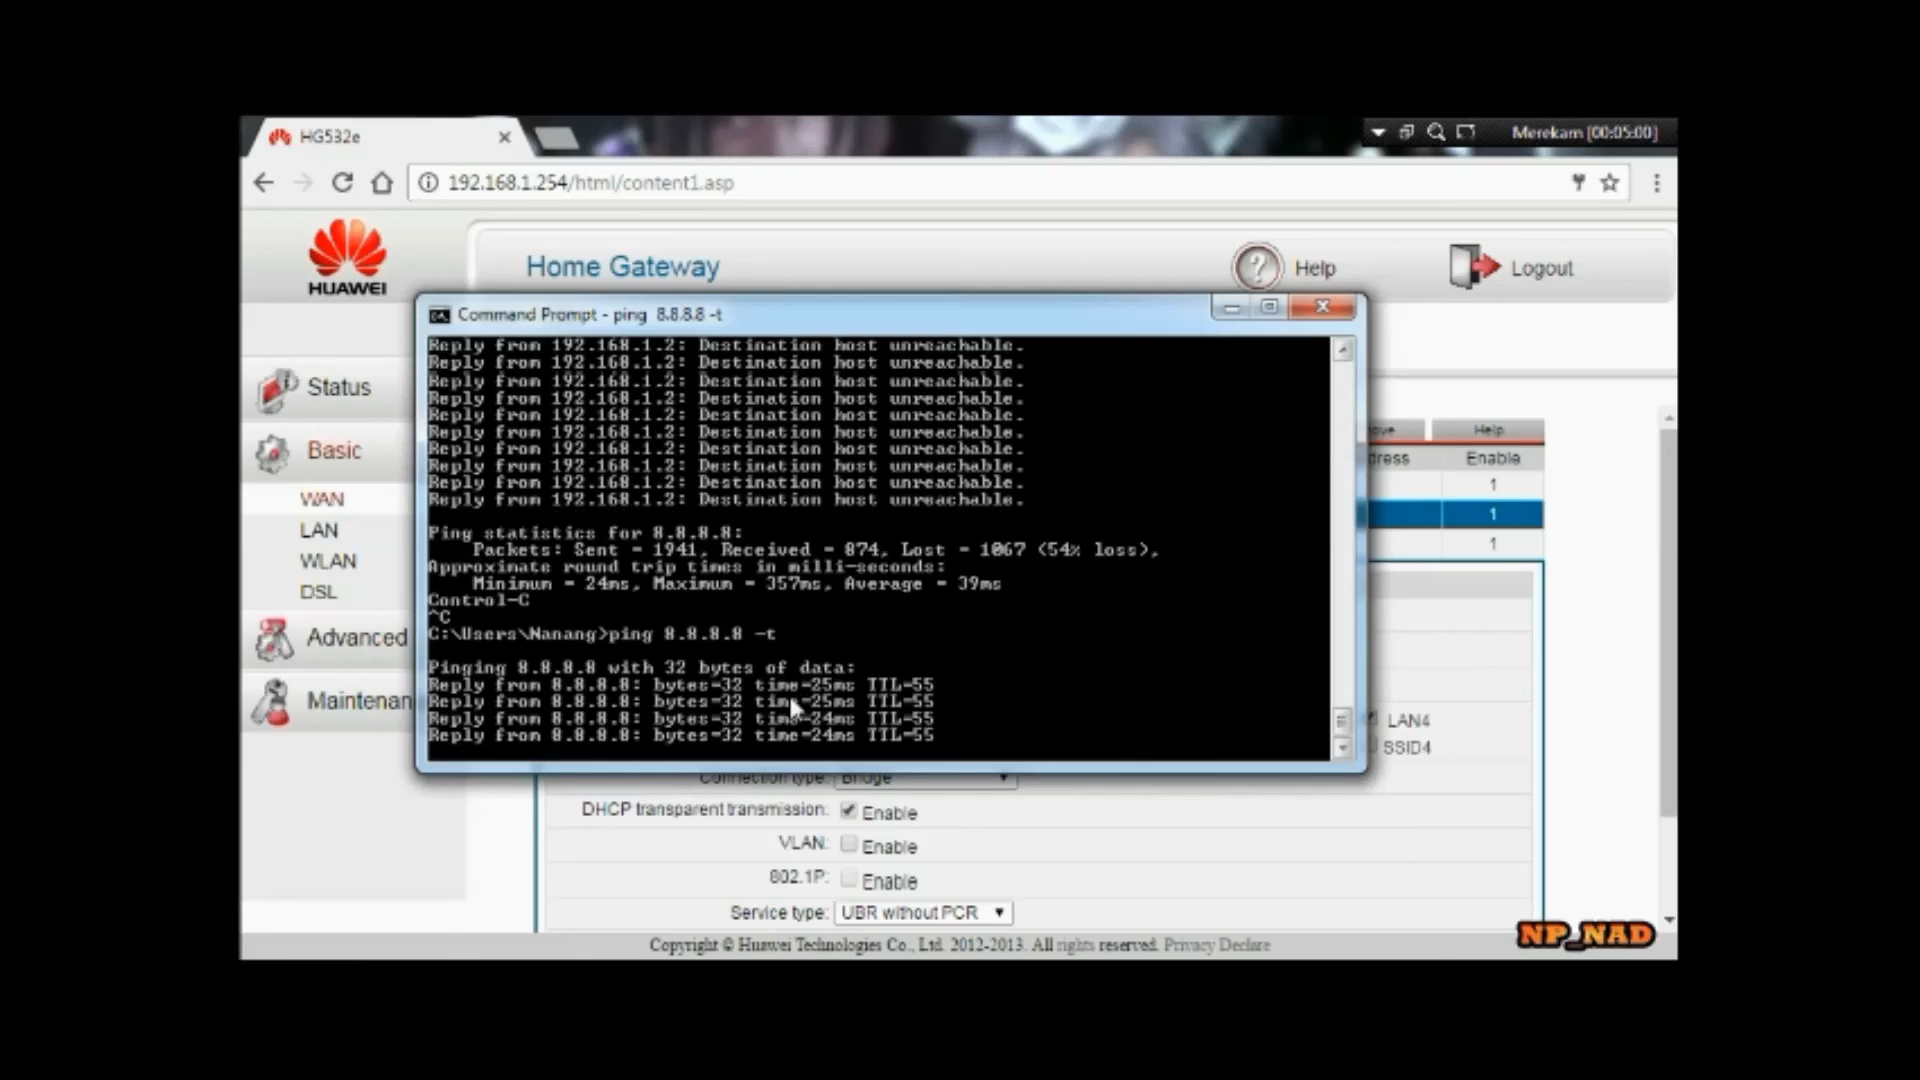 HG532e
Merekam [00:05:00]
192.168.1.254/html/content1.asp
HUAWEI
Home Gateway
Help
Logout
Command Prompt - ping 8.8.8.8 -t
Reply from 192.168.1.2: Destination host unreachable.
Reply from 192.168.1.2: Destination host unreachable.
Reply from 192.168.1.2: Destination host unreachable.
Reply from 192.168.1.2: Destination host unreachable.
Reply from 192.168.1.2: Destination host unreachable.
Reply from 192.168.1.2: Destination host unreachable.
Reply from 192.168.1.2: Destination host unreachable.
Reply from 192.168.1.2: Destination host unreachable.
Reply from 192.168.1.2: Destination host unreachable.
Reply from 192.168.1.2: Destination host unreachable.
Ping statistics for 8.8.8.8:
Packets: Sent = 1941, Received = 874, Lost = 1067 (54% loss),
Approximate round trip times in milli-seconds:
Minimum = 24ms, Maximum = 357ms, Average = 39ms
Control-C
^C
C:\Users\Nanang>ping 8.8.8.8 -t
Pinging 8.8.8.8 with 32 bytes of data:
Reply from 8.8.8.8: bytes=32 time=25ms TTL=55
Reply from 8.8.8.8: bytes=32 time=25ms TTL=55
Reply from 8.8.8.8: bytes=32 time=24ms TTL=55
Reply from 8.8.8.8: bytes=32 time=24ms TTL=55
Status
Basic
WAN
LAN
WLAN
DSL
Advanced
Maintenan
Help
dress Enable
1
1
1
LAN4
SSID4
Connection type: Bridge
DHCP transparent transmission: Enable
VLAN: Enable
802.1P: Enable
Service type: UBR without PCR
Copyright © Huawei Technologies Co., Ltd. 2012-2013. All rights reserved. Privacy Declare
NP_NAD